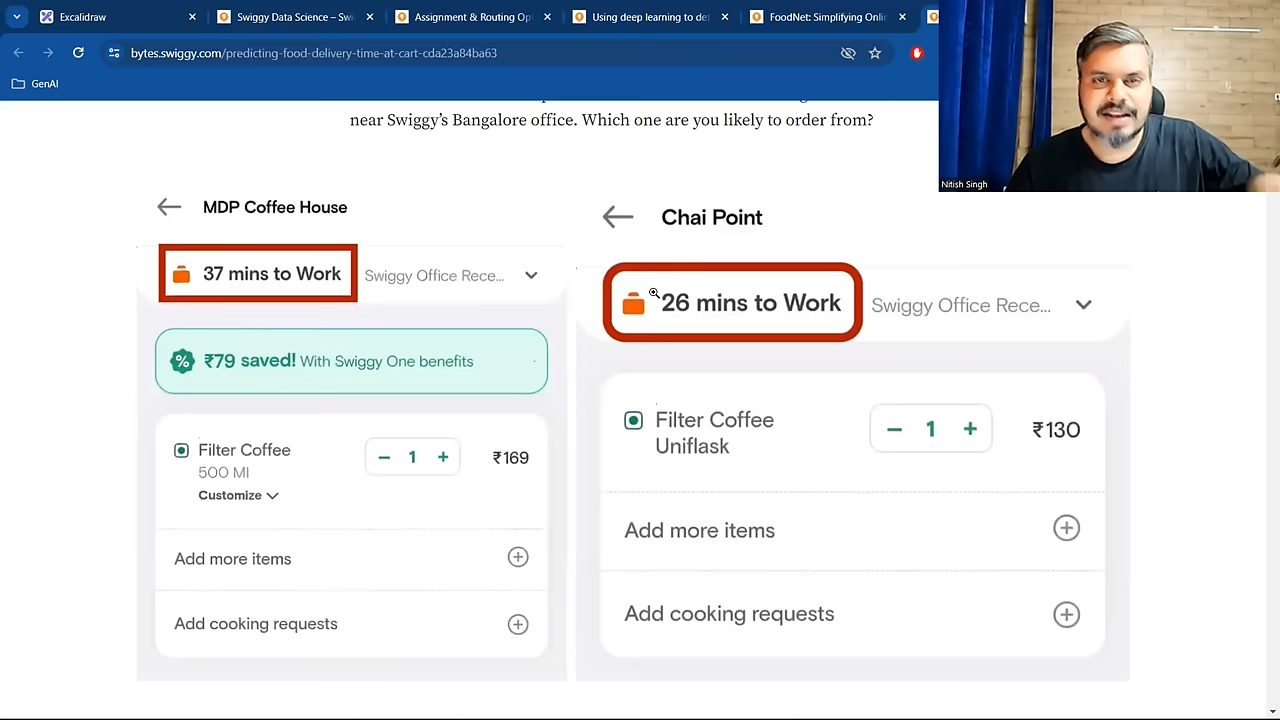 Excalidraw
Swiggy Data Science – Swi
Assignment & Routing Op
Using deep learning to det
FoodNet: Simplifying Onli
bytes.swiggy.com/predicting-food-delivery-time-at-cart-cda23a84ba63
GenAI
near Swiggy's Bangalore office. Which one are you likely to order from?
Nitish Singh
MDP Coffee House
37 mins to Work
Swiggy Office Rece...
₹79 saved! With Swiggy One benefits
Filter Coffee
500 Ml
Customize
− 1 +
₹169
Add more items
Add cooking requests
Chai Point
26 mins to Work
Swiggy Office Rece...
Filter Coffee
Uniflask
− 1 +
₹130
Add more items
Add cooking requests